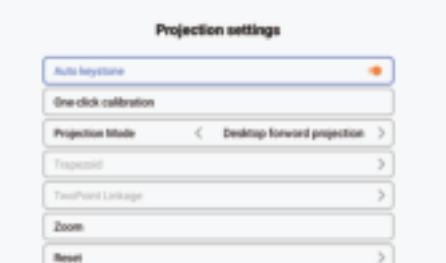 Projection settings
Auto keystone
One-click calibration
Projection Mode < Desktop forward projection >
Trapezoid >
TwoPoint Linkage >
Zoom
Reset >